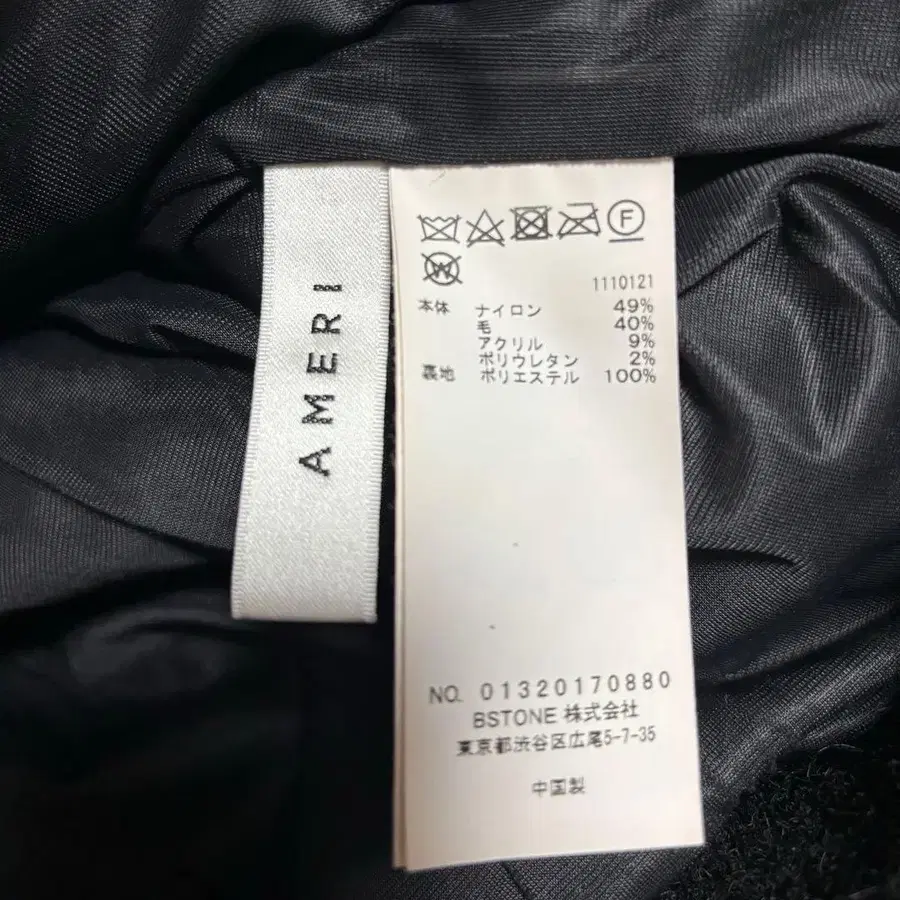 AMERI
F
W
1110121
本体 ナイロン 49%
毛 40%
アクリル 9%
ポリウレタン 2%
裏地 ポリエステル 100%
NO. 01320170880
BSTONE 株式会社
東京都渋谷区広尾5-7-35
中国製